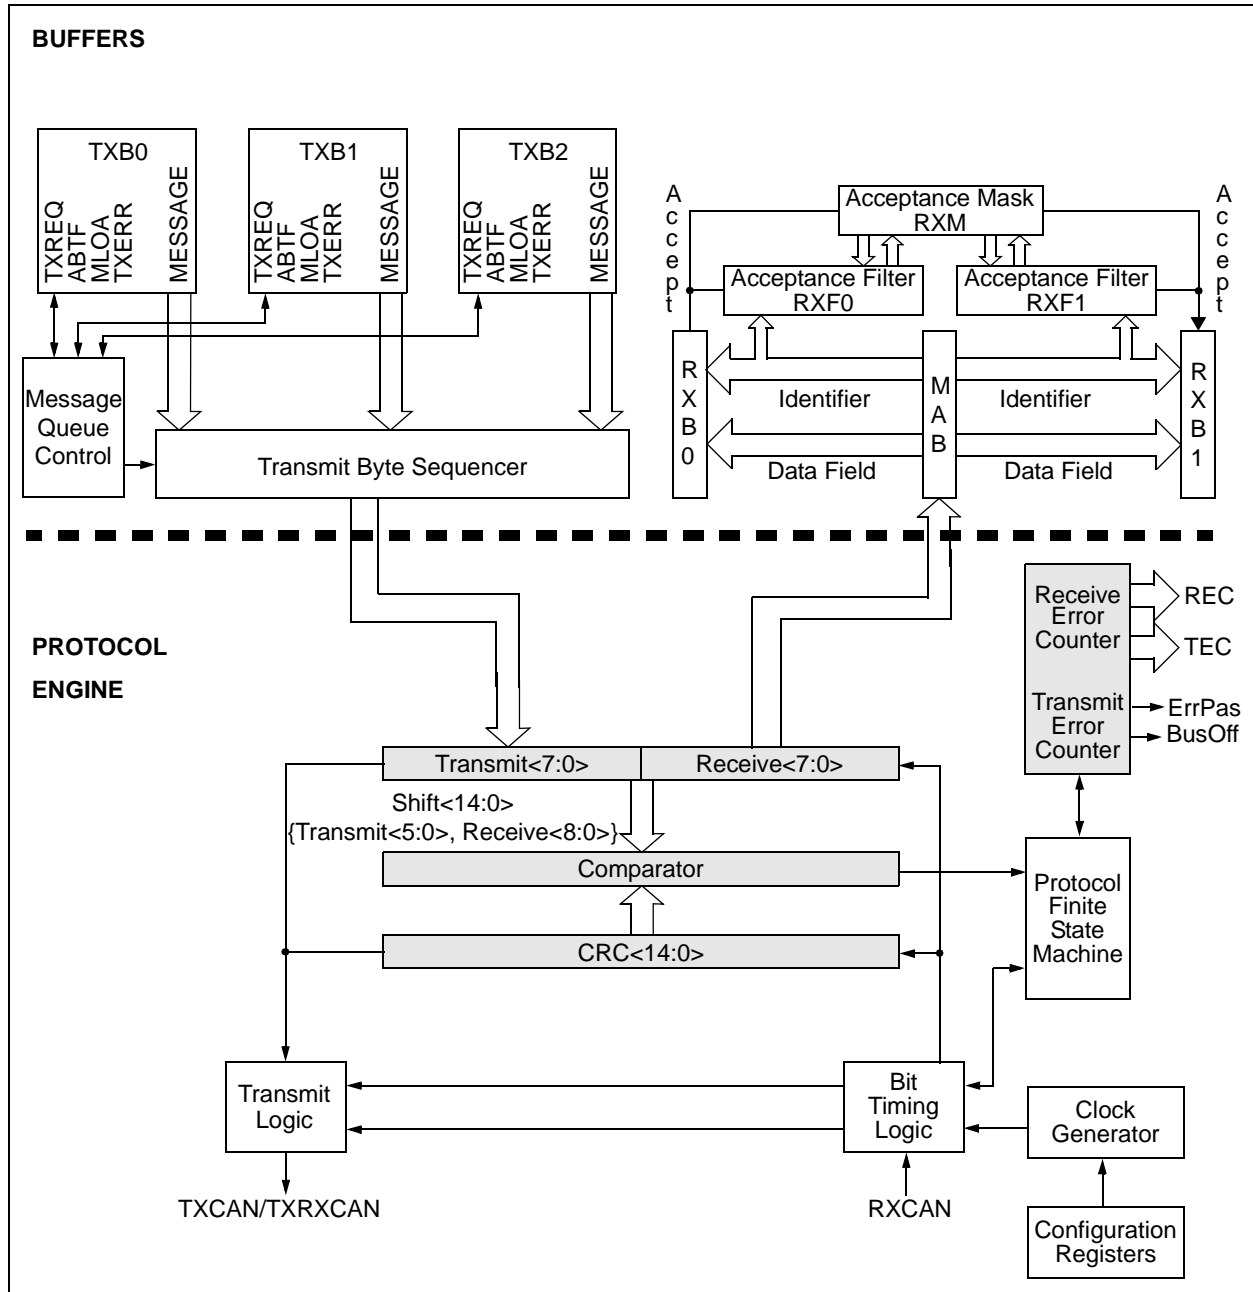 BUFFERS
TXB0
TXREQ
ABTF
MLOA
TXERR
MESSAGE
TXB1
TXREQ
ABTF
MLOA
TXERR
MESSAGE
TXB2
TXREQ
ABTF
MLOA
TXERR
MESSAGE
Accept
Acceptance Mask
RXM
Accept
Acceptance Filter
RXF0
Acceptance Filter
RXF1
Message
Queue
Control
Transmit Byte Sequencer
RXB0
Identifier
Data Field
MAB
Identifier
Data Field
RXB1
PROTOCOL
ENGINE
Receive
Error
Counter
Transmit
Error
Counter
REC
TEC
ErrPas
BusOff
Transmit<7:0>
Receive<7:0>
Shift<14:0>
{Transmit<5:0>, Receive<8:0>}
Comparator
CRC<14:0>
Protocol
Finite
State
Machine
Transmit
Logic
Bit
Timing
Logic
Clock
Generator
TXCAN/TXRXCAN
RXCAN
Configuration
Registers